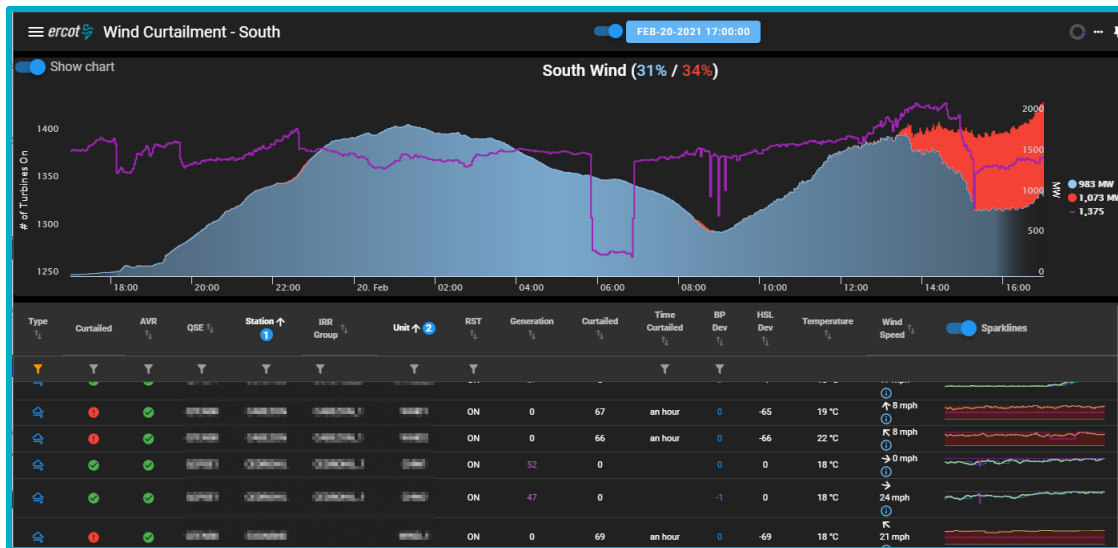 ercot Wind Curtailment - South FEB-20-2021 17:00:00
Show chart
South Wind (31% / 34%)
# of Turbines On
1400
1350
1300
1250
2000
1500
1000
500
0
MW
983 MW
1,073 MW
1,375
18:00 20:00 22:00 20. Feb 02:00 04:00 06:00 08:00 10:00 12:00 14:00 16:00
Type Curtailed AVR QSE Station 1 IRR Group Unit 2 RST Generation Curtailed Time Curtailed BP Dev HSL Dev Temperature Wind Speed Sparklines
ON 0 67 an hour 0 -65 19 °C 8 mph
ON 0 66 an hour 0 -66 22 °C 8 mph
ON 52 0 0 0 18 °C 0 mph
ON 47 0 -1 0 18 °C 24 mph
ON 0 69 an hour 0 -69 18 °C 21 mph